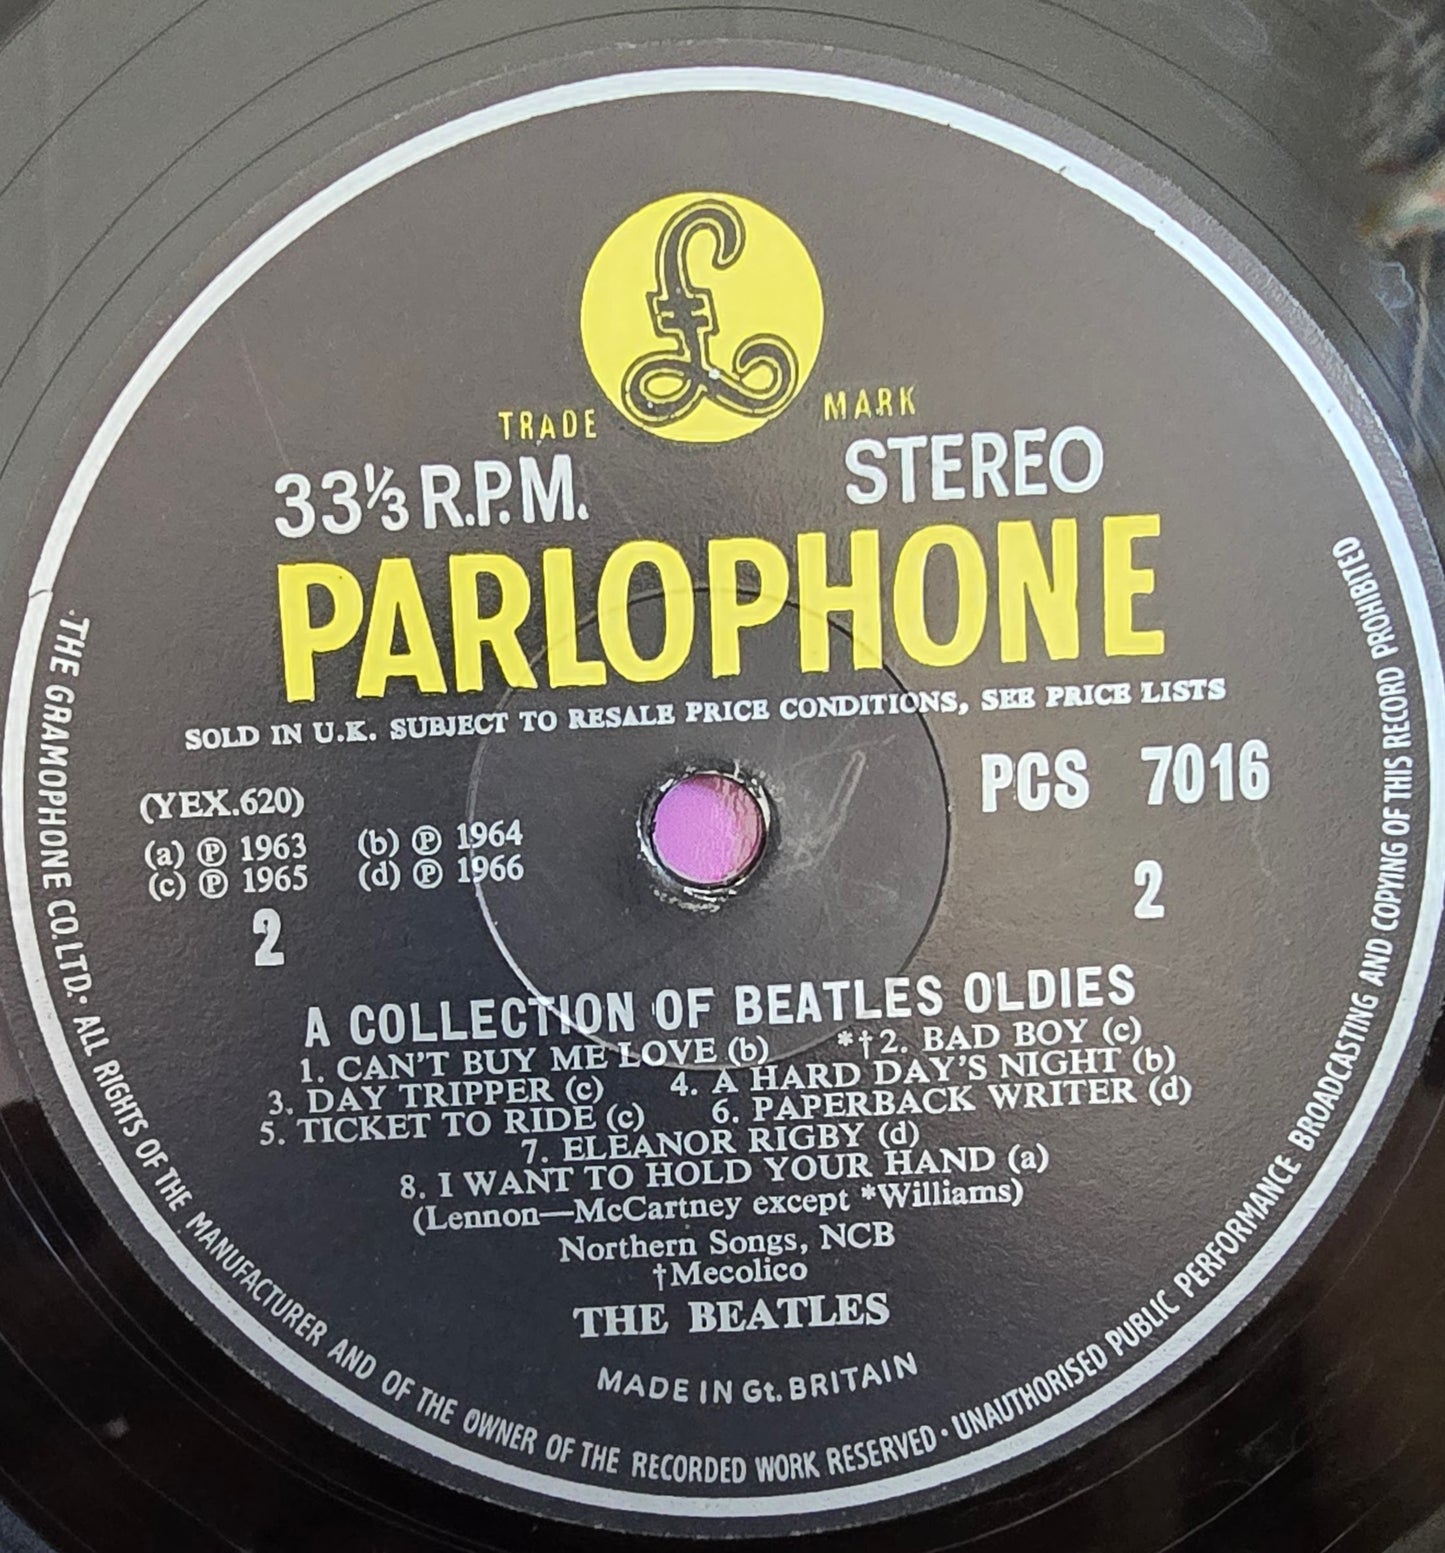 TRADE MARK
33⅓ R.P.M. STEREO
PARLOPHONE
SOLD IN U.K. SUBJECT TO RESALE PRICE CONDITIONS, SEE PRICE LISTS
(YEX.620) PCS 7016
(a) ℗ 1963 (b) ℗ 1964
(c) ℗ 1965 (d) ℗ 1966
2 2
A COLLECTION OF BEATLES OLDIES
1. CAN'T BUY ME LOVE (b) *†2. BAD BOY (c)
3. DAY TRIPPER (c) 4. A HARD DAY'S NIGHT (b)
5. TICKET TO RIDE (c) 6. PAPERBACK WRITER (d)
7. ELEANOR RIGBY (d)
8. I WANT TO HOLD YOUR HAND (a)
(Lennon—McCartney except *Williams)
Northern Songs, NCB
†Mecolico
THE BEATLES
MADE IN Gt. BRITAIN
THE GRAMOPHONE CO. LTD. · ALL RIGHTS OF THE MANUFACTURER AND OF THE OWNER OF THE RECORDED WORK RESERVED · UNAUTHORISED PUBLIC PERFORMANCE BROADCASTING AND COPYING OF THIS RECORD PROHIBITED